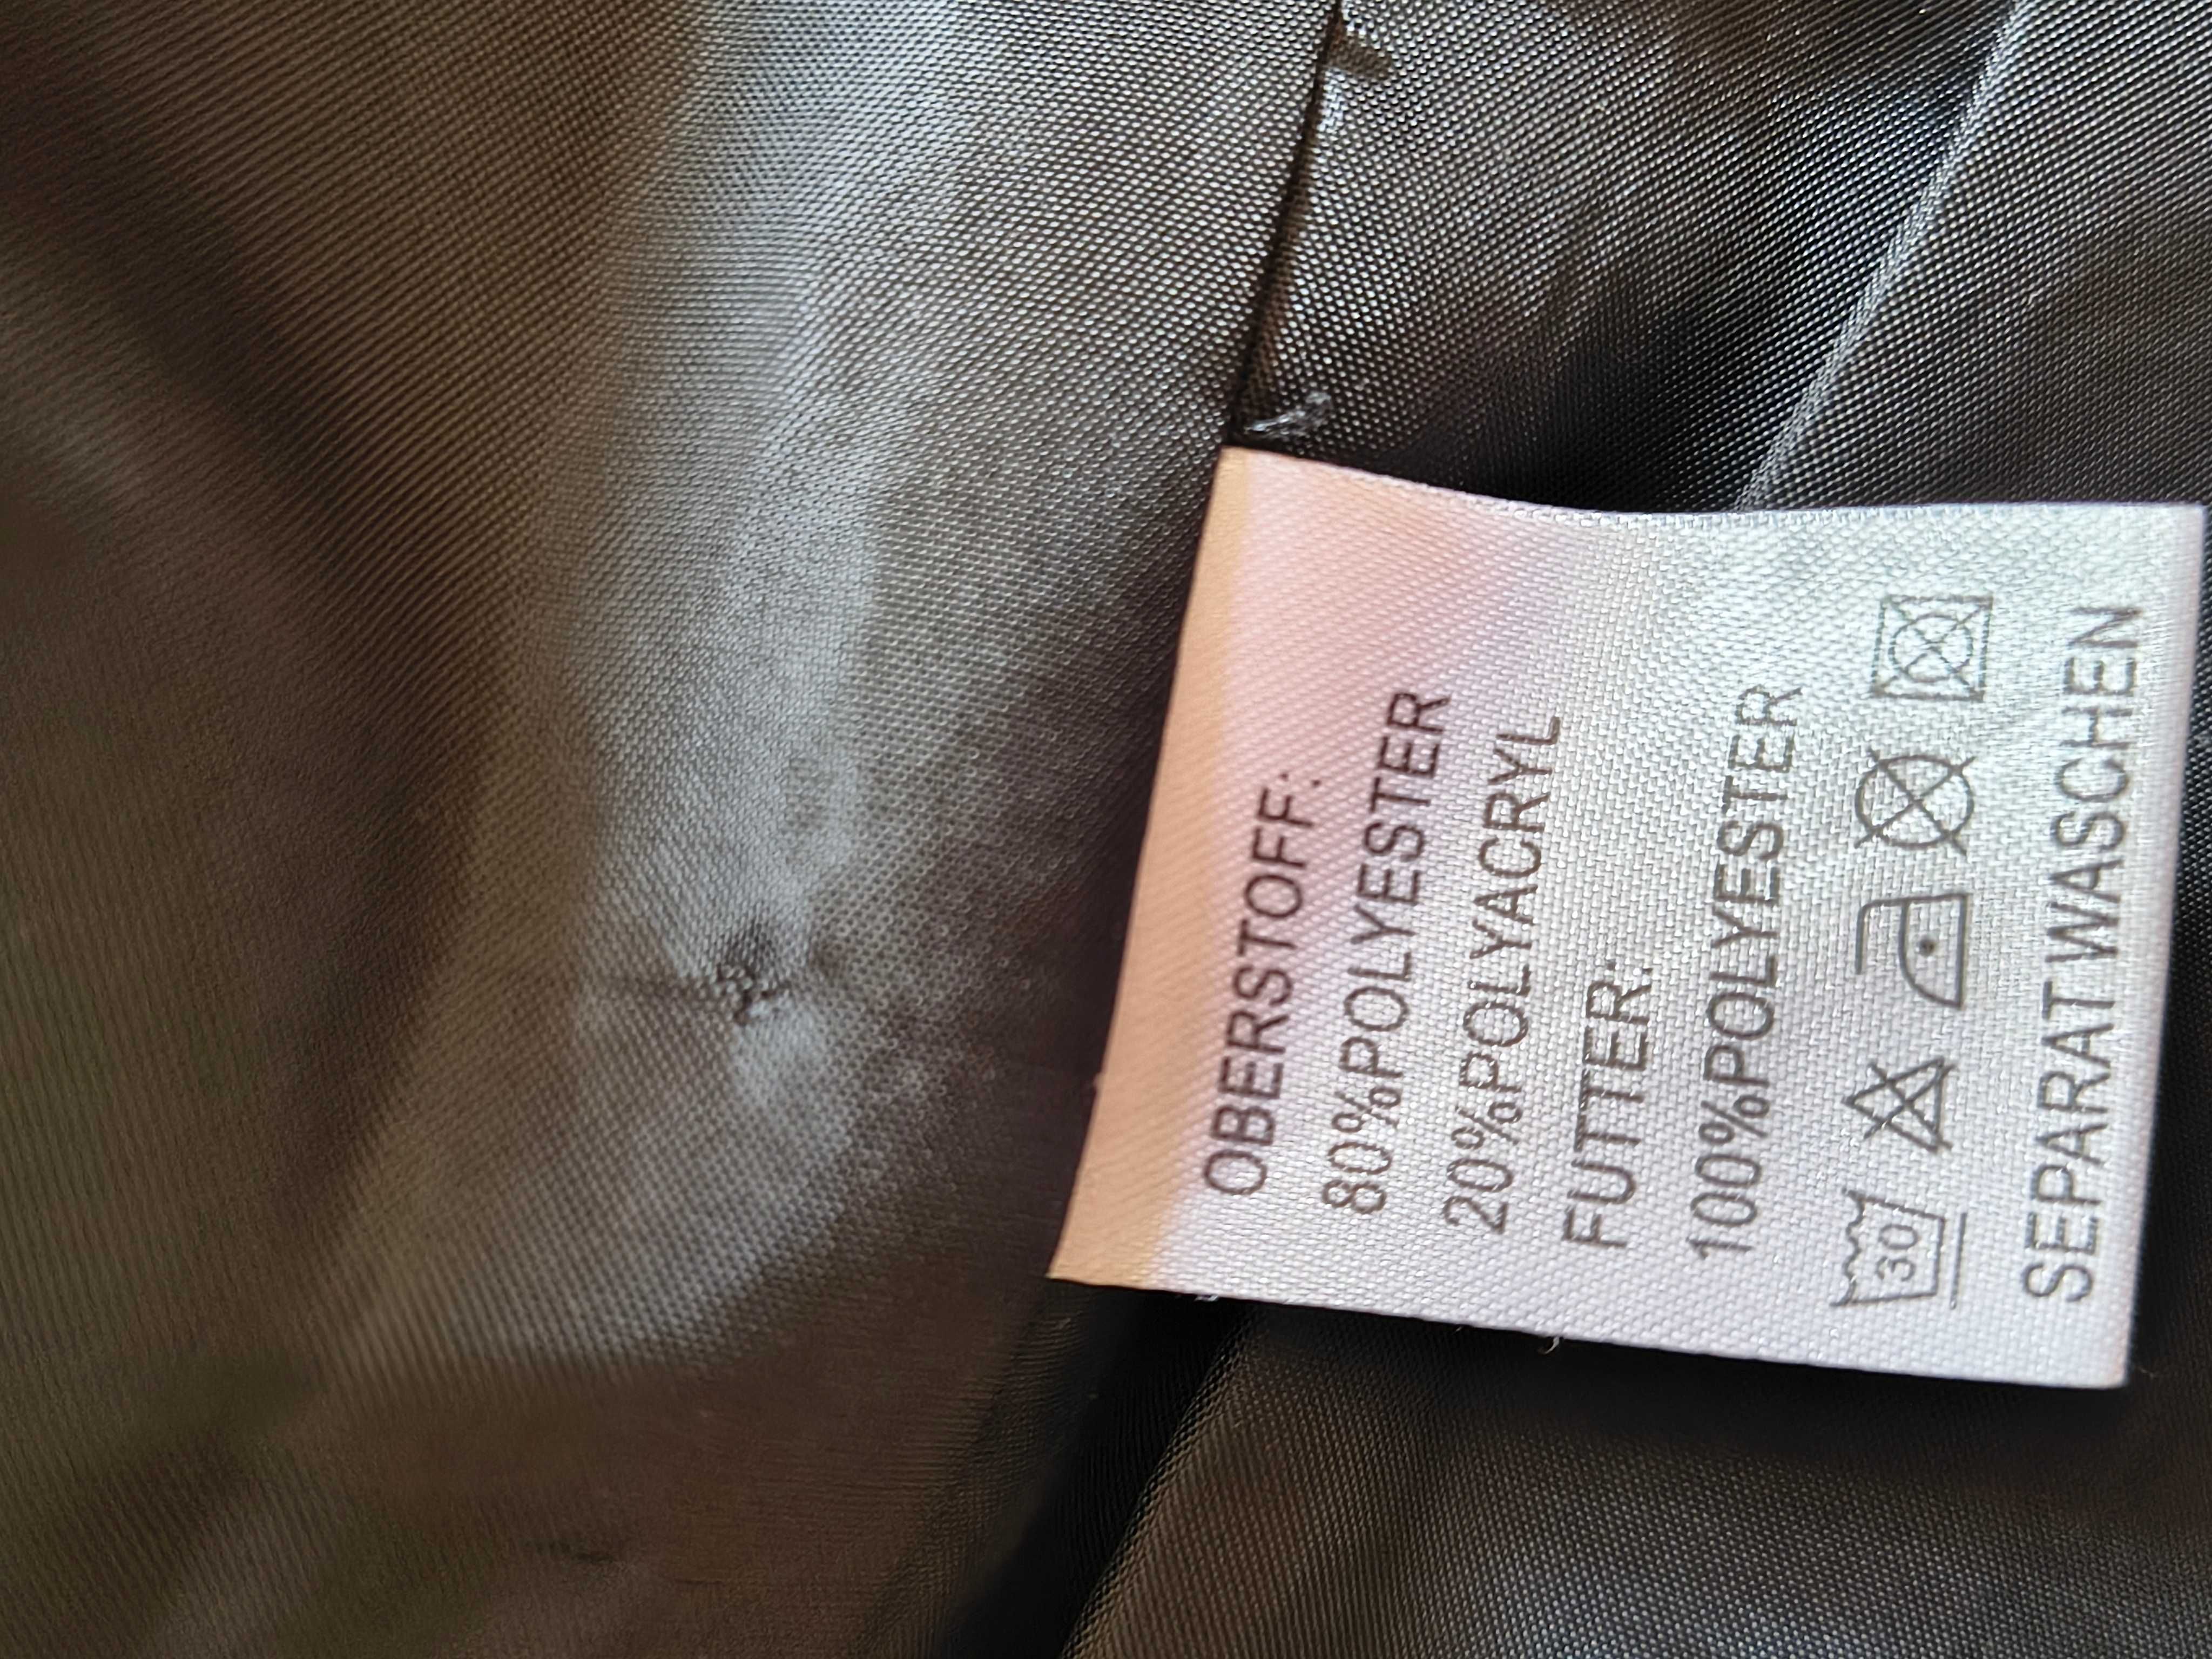 OBERSTOFF:
80%POLYESTER
20%POLYACRYL
FUTTER:
100%POLYESTER
30
SEPARAT WASCHEN